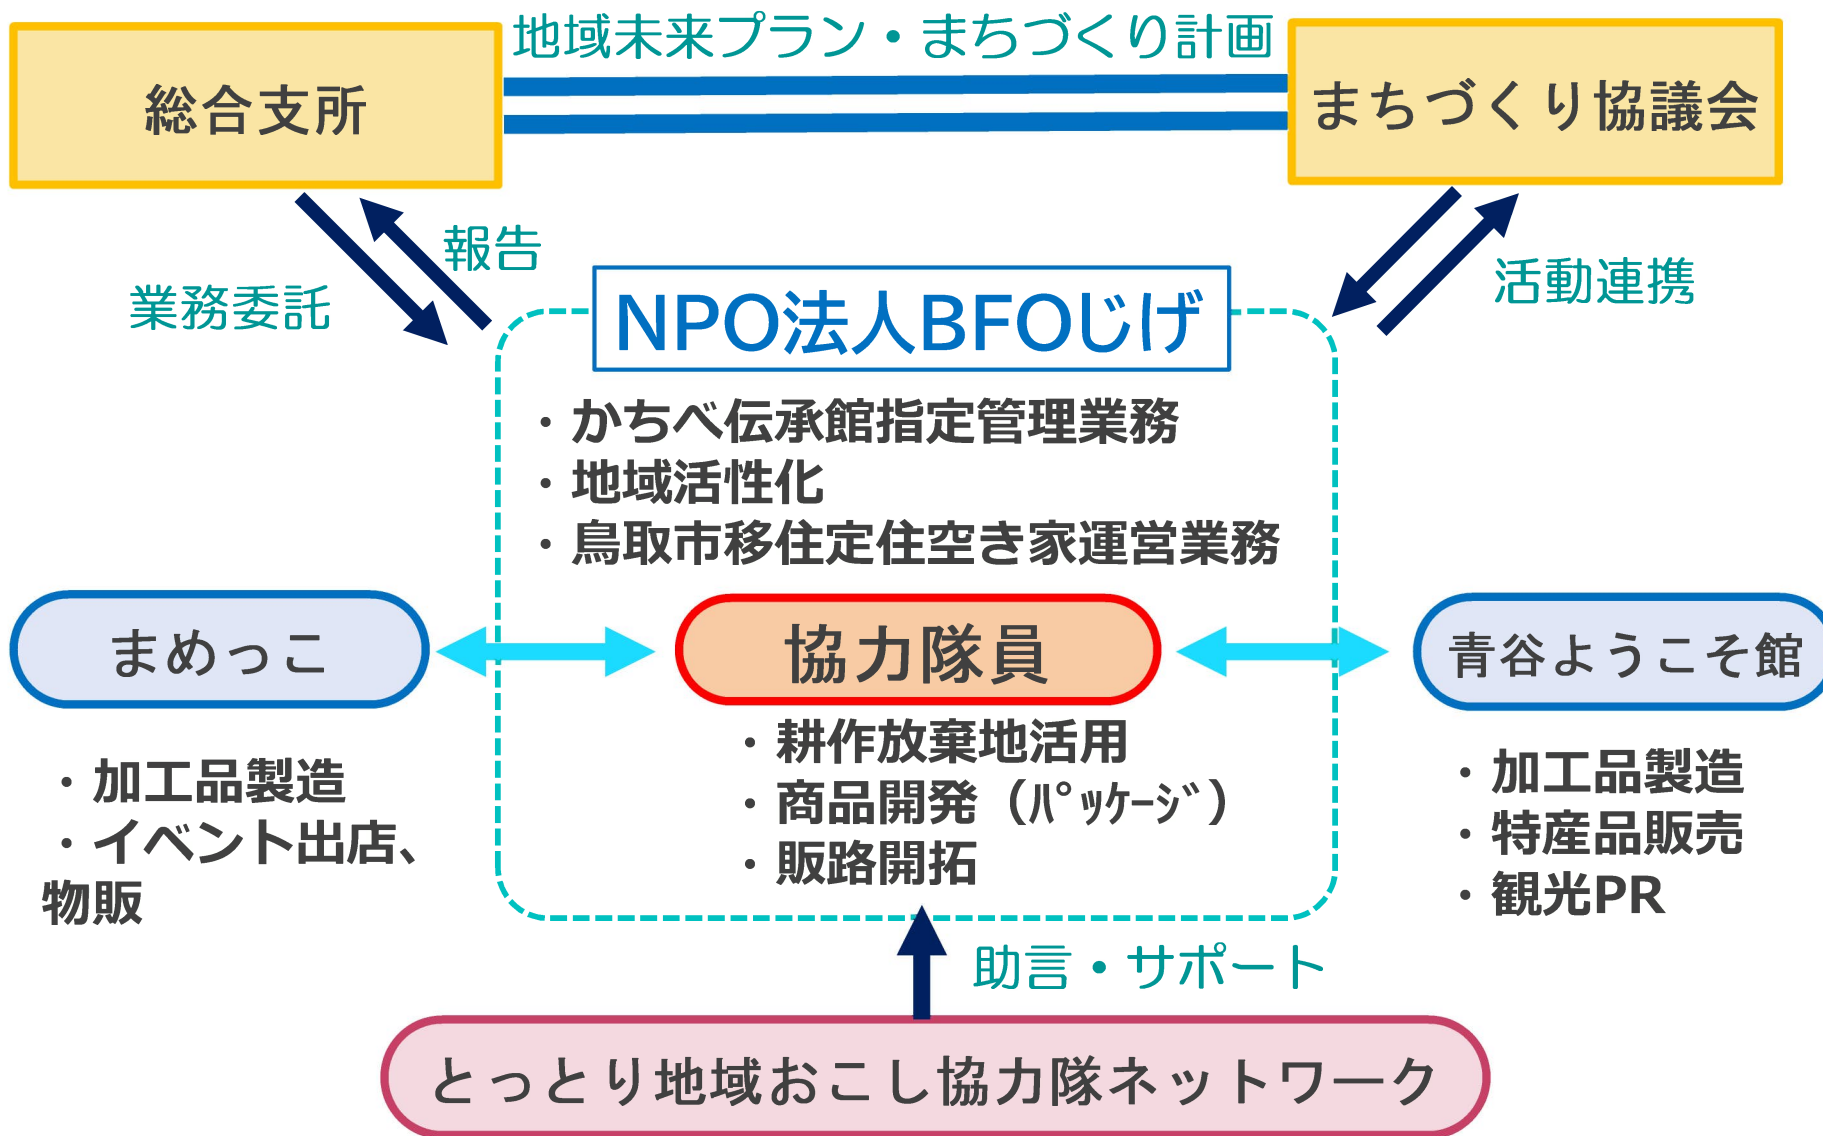 地域未来プラン・まちづくり計画
総合支所
まちづくり協議会
報告
業務委託
活動連携
NPO法人BFOじげ
・かちべ伝承館指定管理業務
・地域活性化
・鳥取市移住定住空き家運営業務
まめっこ
協力隊員
青谷ようこそ館
・加工品製造
・イベント出店、
物販
・耕作放棄地活用
・商品開発（ﾊﾟｯｹｰｼﾞ）
・販路開拓
・加工品製造
・特産品販売
・観光PR
助言・サポート
とっとり地域おこし協力隊ネットワーク